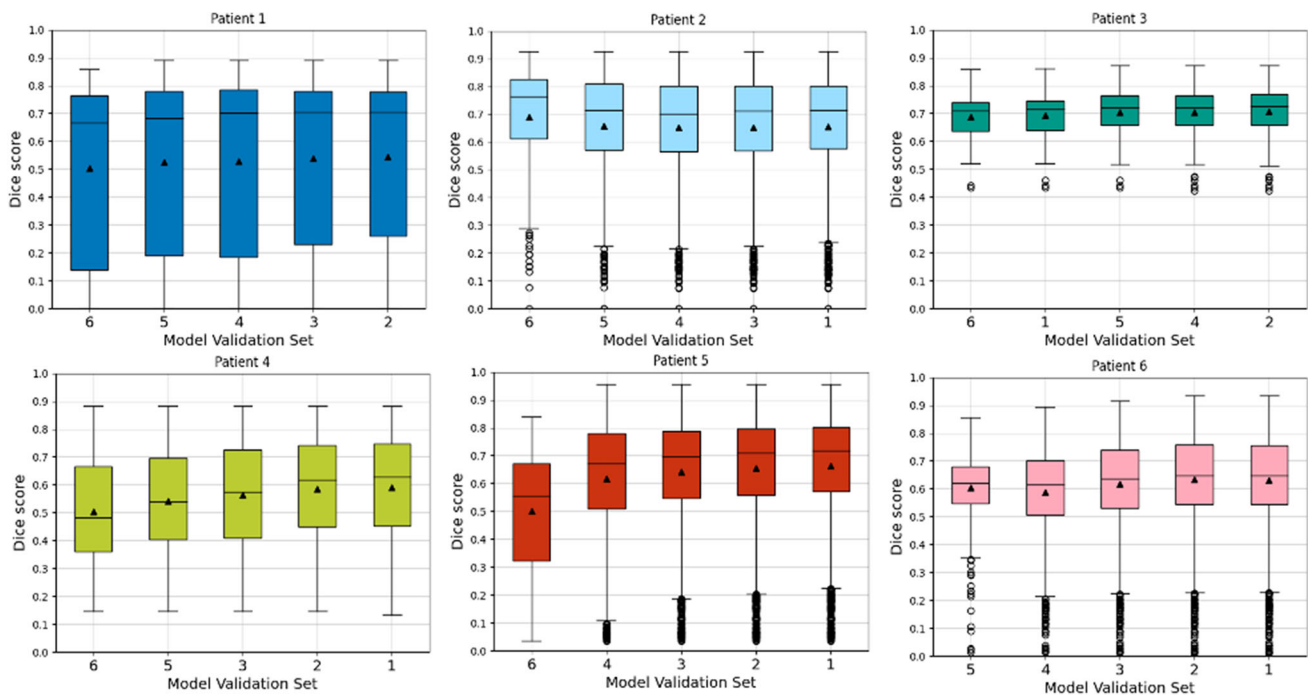 Patient 1
Dice score
1.0
0.9
0.8
0.7
0.6
0.5
0.4
0.3
0.2
0.1
0.0
6 5 4 3 2
Model Validation Set
Patient 2
Dice score
1.0
0.9
0.8
0.7
0.6
0.5
0.4
0.3
0.2
0.1
0.0
6 5 4 3 1
Model Validation Set
Patient 3
Dice score
1.0
0.9
0.8
0.7
0.6
0.5
0.4
0.3
0.2
0.1
0.0
6 1 5 4 2
Model Validation Set
Patient 4
Dice score
1.0
0.9
0.8
0.7
0.6
0.5
0.4
0.3
0.2
0.1
0.0
6 5 3 2 1
Model Validation Set
Patient 5
Dice score
1.0
0.9
0.8
0.7
0.6
0.5
0.4
0.3
0.2
0.1
0.0
6 4 3 2 1
Model Validation Set
Patient 6
Dice score
1.0
0.9
0.8
0.7
0.6
0.5
0.4
0.3
0.2
0.1
0.0
5 4 3 2 1
Model Validation Set